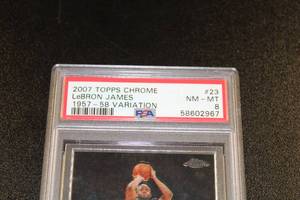 2007 TOPPS CHROME #23
LeBRON JAMES NM-MT
1957-58 VARIATION PSA 8
58602967